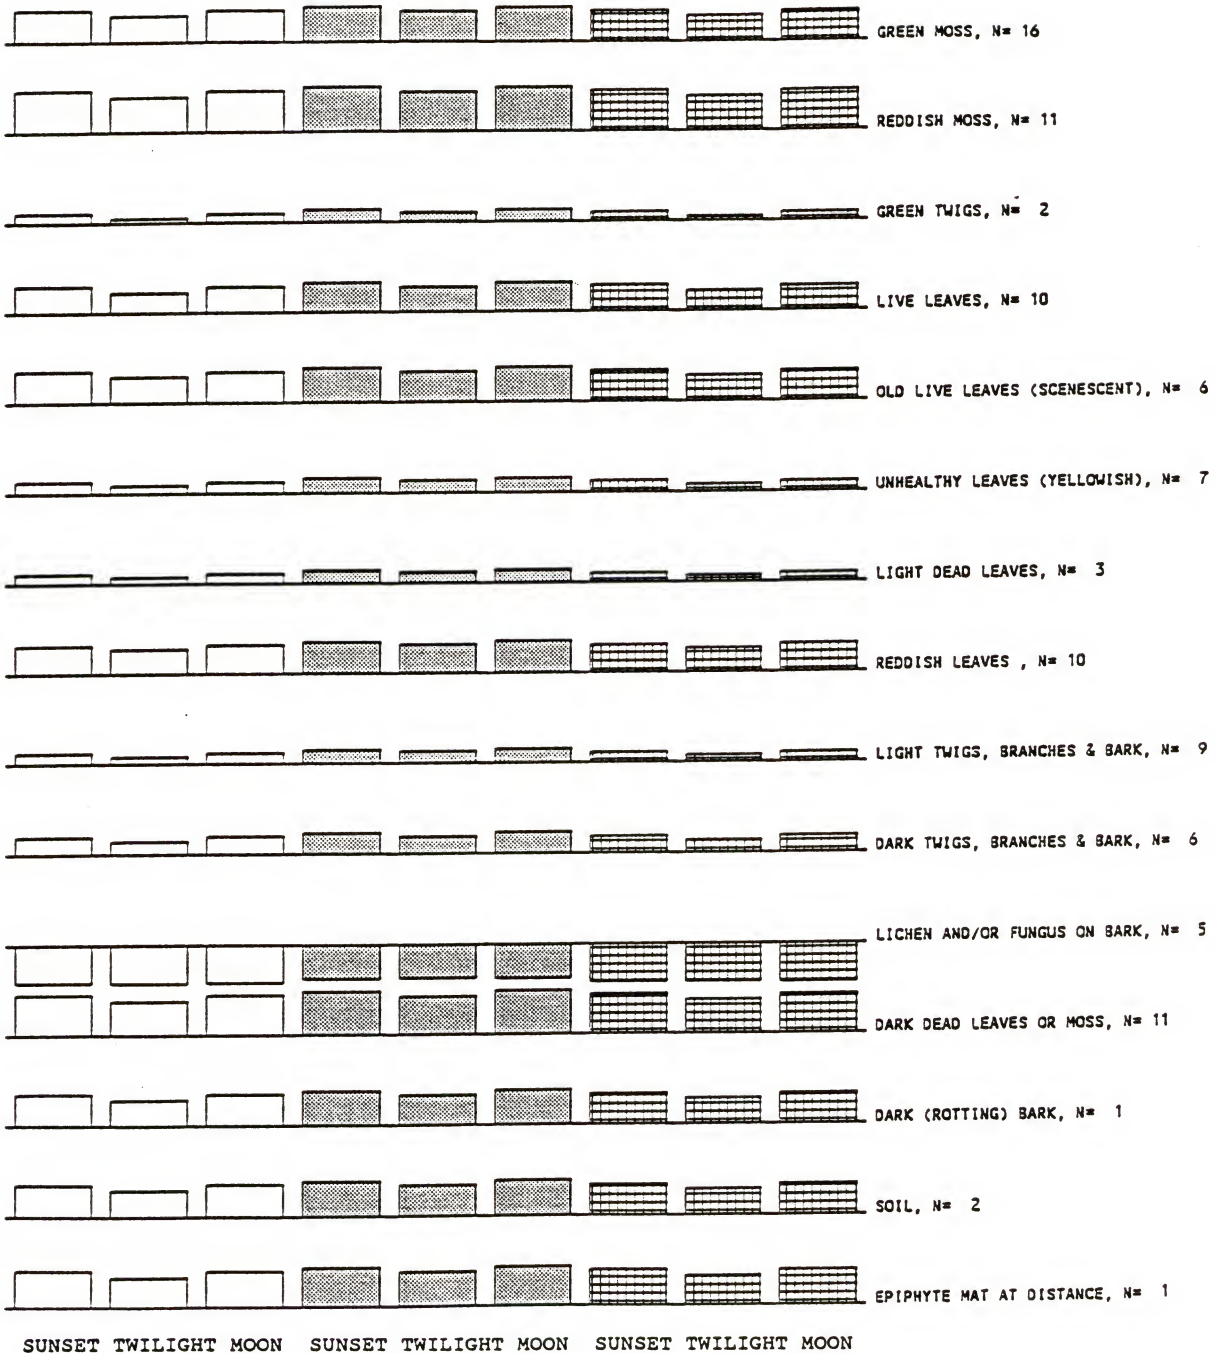 GREEN MOSS, N= 16
REDDISH MOSS, N= 11
GREEN TWIGS, N= 2
LIVE LEAVES, N= 10
OLD LIVE LEAVES (SCENESCENT), N= 6
UNHEALTHY LEAVES (YELLOWISH), N= 7
LIGHT DEAD LEAVES, N= 3
REDDISH LEAVES , N= 10
LIGHT TWIGS, BRANCHES & BARK, N= 9
DARK TWIGS, BRANCHES & BARK, N= 6
LICHEN AND/OR FUNGUS ON BARK, N= 5
DARK DEAD LEAVES OR MOSS, N= 11
DARK (ROTTING) BARK, N= 1
SOIL, N= 2
EPIPHYTE MAT AT DISTANCE, N= 1
SUNSET TWILIGHT MOON SUNSET TWILIGHT MOON SUNSET TWILIGHT MOON